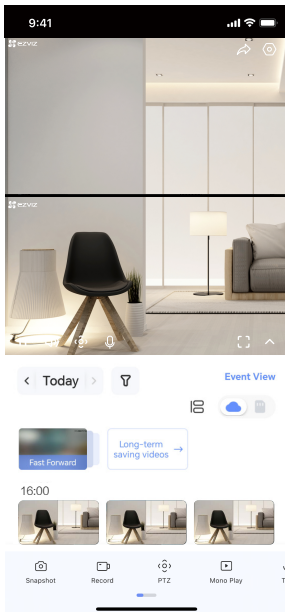 9:41
ezviz
ezviz
Today
Event View
Fast Forward
Long-term
saving videos
16:00
Snapshot
Record
PTZ
Mono Play